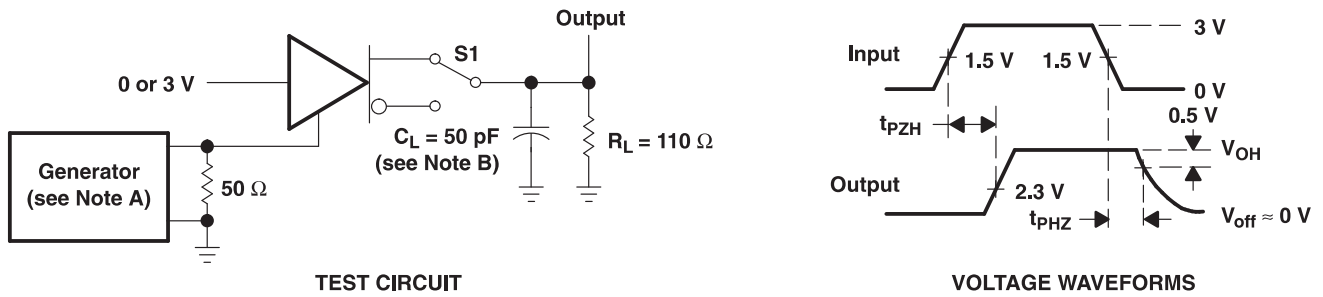 Output
S1
0 or 3 V
Generator
(see Note A)
50 Ω
C_L = 50 pF
(see Note B)
R_L = 110 Ω
TEST CIRCUIT
Input
1.5 V
1.5 V
3 V
0 V
0.5 V
t_PZH
V_OH
Output
2.3 V
t_PHZ
V_off ≈ 0 V
VOLTAGE WAVEFORMS